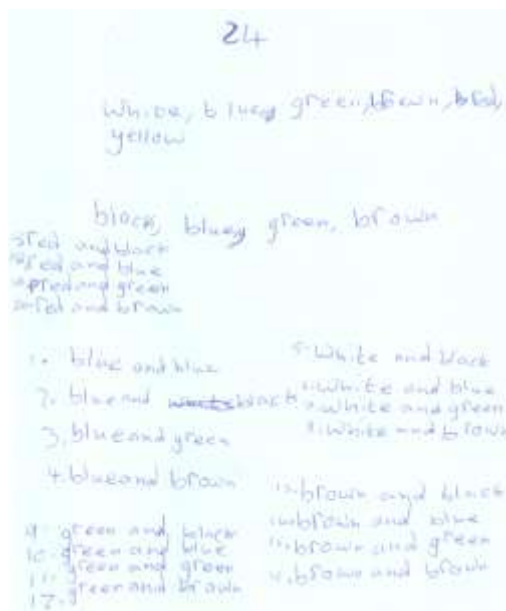 24
White, blue, green, brown, red,
yellow
black, blue, green, brown
red and black
red and blue
red and green
red and brown
1. blue and blue
2. blue and black
3. blue and green
4. blue and brown
5. White and black
White and blue
White and green
8. White and brown
9. green and black
10. green and blue
11. green and green
12. green and brown
brown and black
brown and blue
brown and green
brown and brown